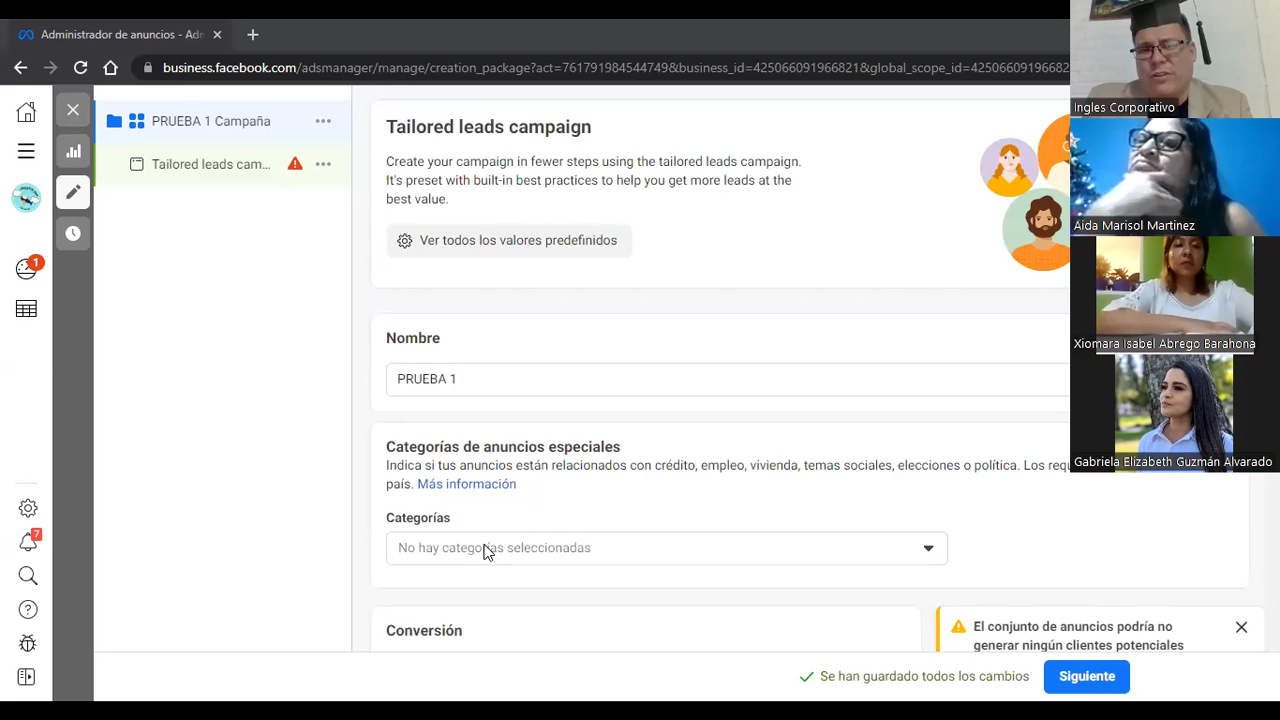 Administrador de anuncios - Adr
business.facebook.com/adsmanager/manage/creation_package?act=761791984544749&business_id=425066091966821&global_scope_id=42506609196682
PRUEBA 1 Campaña
Tailored leads cam...
1
7
Tailored leads campaign
Create your campaign in fewer steps using the tailored leads campaign.
It's preset with built-in best practices to help you get more leads at the
best value.
Ver todos los valores predefinidos
Nombre
PRUEBA 1
Categorías de anuncios especiales
Indica si tus anuncios están relacionados con crédito, empleo, vivienda, temas sociales, elecciones o política. Los requ
país. Más información
Categorías
No hay categorías seleccionadas
Conversión
El conjunto de anuncios podría no
generar ningún clientes potenciales
Se han guardado todos los cambios
Siguiente
Ingles Corporativo
Aida Marisol Martinez
Xiomara Isabel Abrego Barahona
Gabriela Elizabeth Guzmán Alvarado